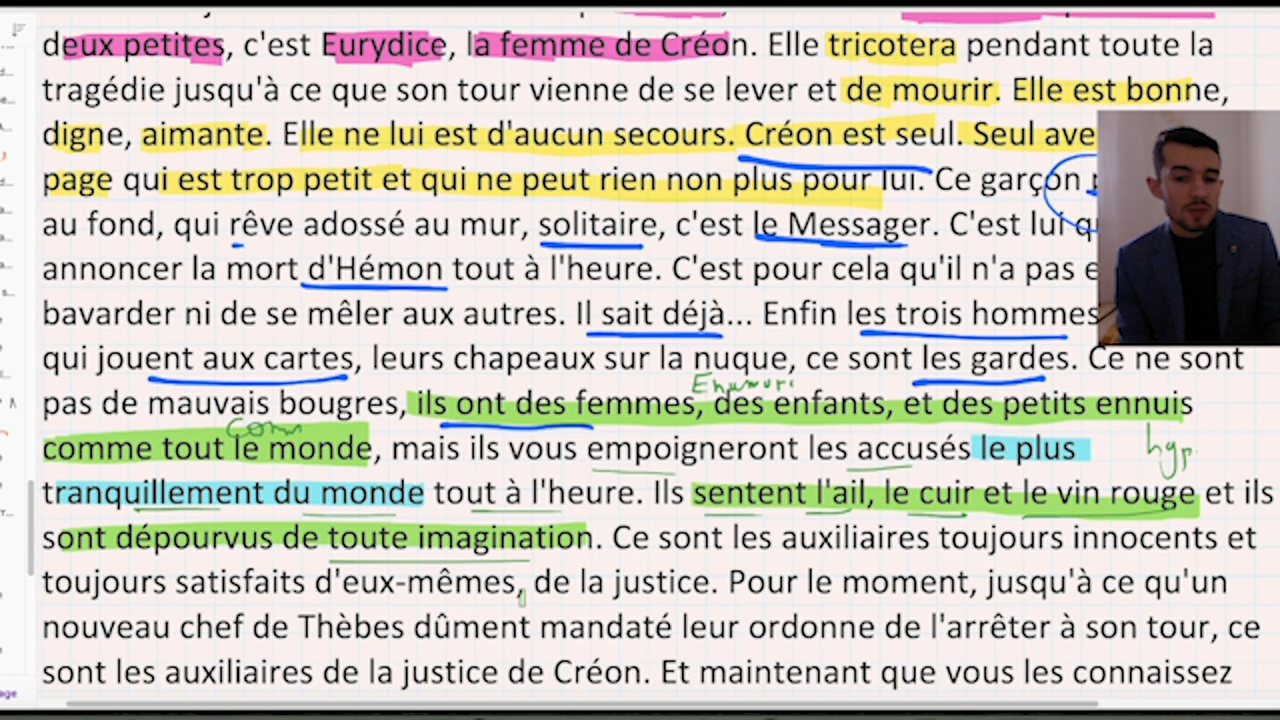 deux petites, c'est Eurydice, la femme de Créon. Elle tricotera pendant toute la
tragédie jusqu'à ce que son tour vienne de se lever et de mourir. Elle est bonne,
digne, aimante. Elle ne lui est d'aucun secours. Créon est seul. Seul ave
page qui est trop petit et qui ne peut rien non plus pour lui. Ce garçon
au fond, qui rêve adossé au mur, solitaire, c'est le Messager. C'est lui q
annoncer la mort d'Hémon tout à l'heure. C'est pour cela qu'il n'a pas e
bavarder ni de se mêler aux autres. Il sait déjà... Enfin les trois hommes
qui jouent aux cartes, leurs chapeaux sur la nuque, ce sont les gardes. Ce ne sont
pas de mauvais bougres, ils ont des femmes, des enfants, et des petits ennuis
comme tout le monde, mais ils vous empoigneront les accusés le plus
hyp
tranquillement du monde tout à l'heure. Ils sentent l'ail, le cuir et le vin rouge et ils
sont dépourvus de toute imagination. Ce sont les auxiliaires toujours innocents et
toujours satisfaits d'eux-mêmes, de la justice. Pour le moment, jusqu'à ce qu'un
nouveau chef de Thèbes dûment mandaté leur ordonne de l'arrêter à son tour, ce
sont les auxiliaires de la justice de Créon. Et maintenant que vous les connaissez